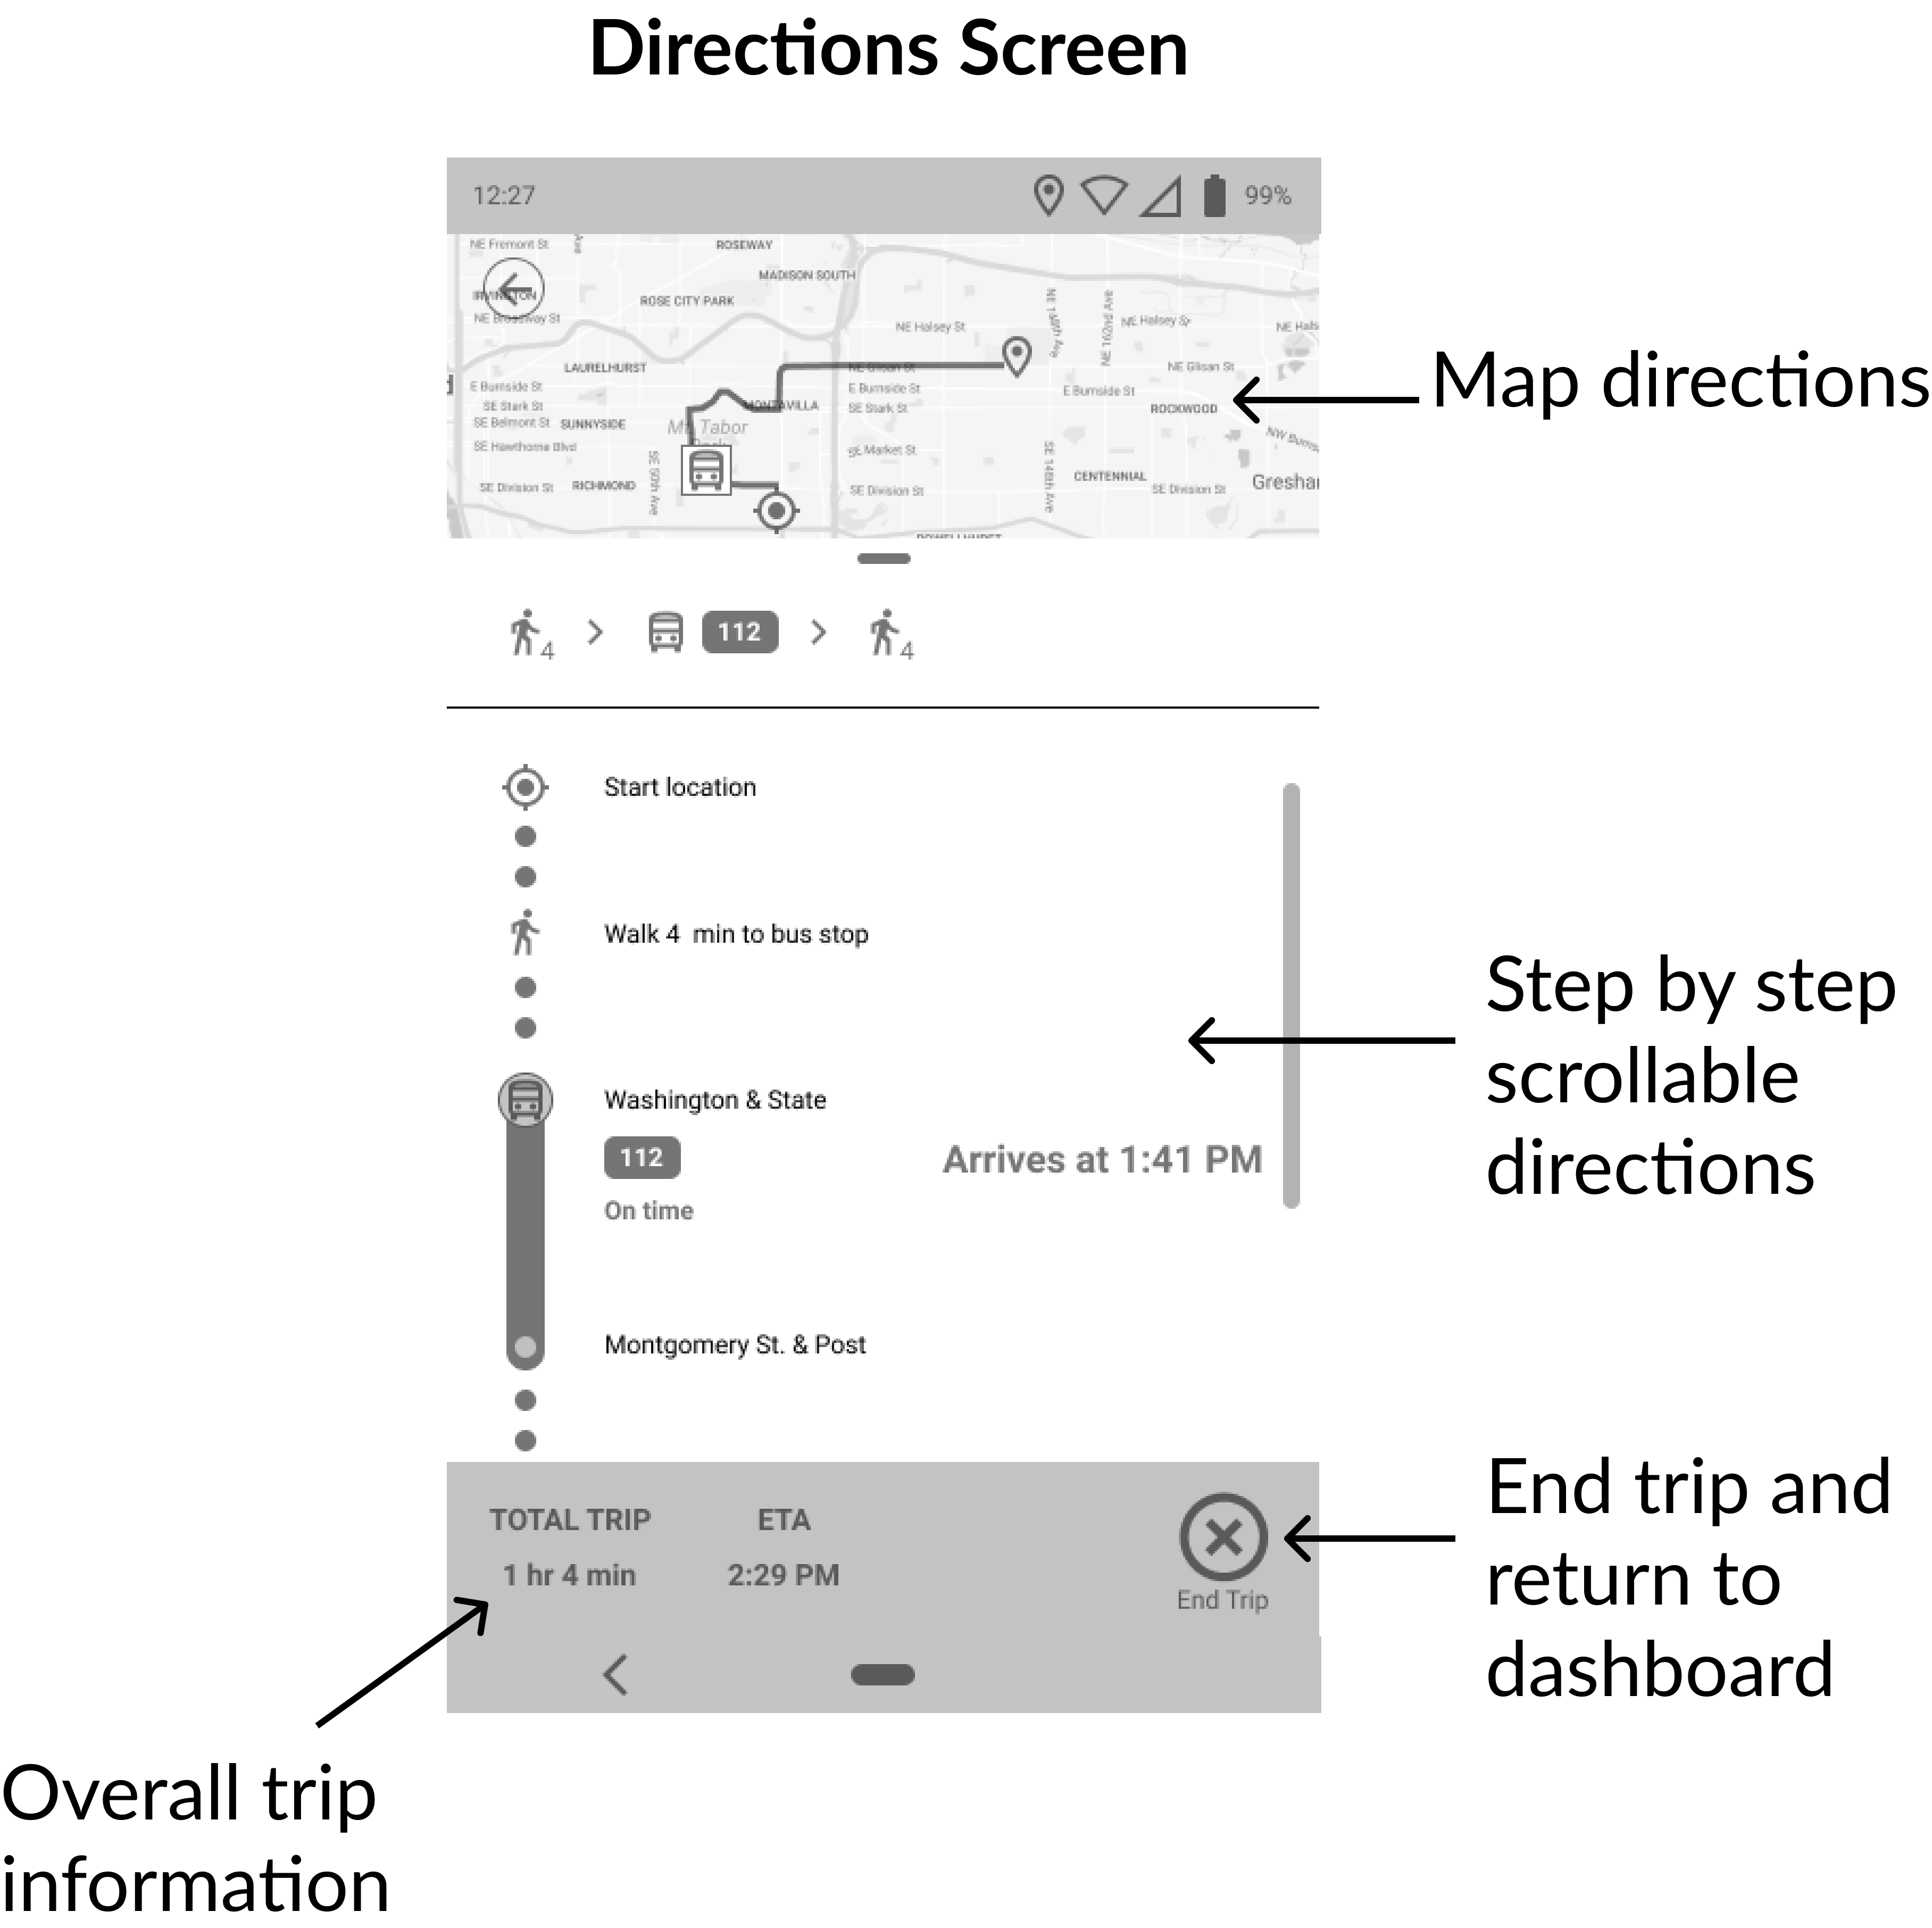 Directions Screen
12:27 99%
NE Fremont St
ROSEWAY
MADISON SOUTH
IRVINGTON
ROSE CITY PARK
NE Broadway St
NE Halsey St
NE 162nd Ave
NE Halsey
LAURELHURST
NE Glisan St
NE Glisan St
E Burnside St
E Burnside St
E Burnside St
SE Stark St
MONTAVILLA
SE Stark St
ROCKWOOD
SE Belmont St
SUNNYSIDE
Mt Tabor
SE Hawthorne Blvd
SE Market St
SE 50th Ave
SE 148th Ave
CENTENNIAL
SE Division St
RICHMOND
SE Division St
SE Division St
Map directions
4 > 112 > 4
Start location
Walk 4 min to bus stop
Washington & State
112
Arrives at 1:41 PM
On time
Montgomery St. & Post
Step by step
scrollable
directions
TOTAL TRIP
ETA
1 hr 4 min
2:29 PM
End Trip
End trip and
return to
dashboard
Overall trip
information